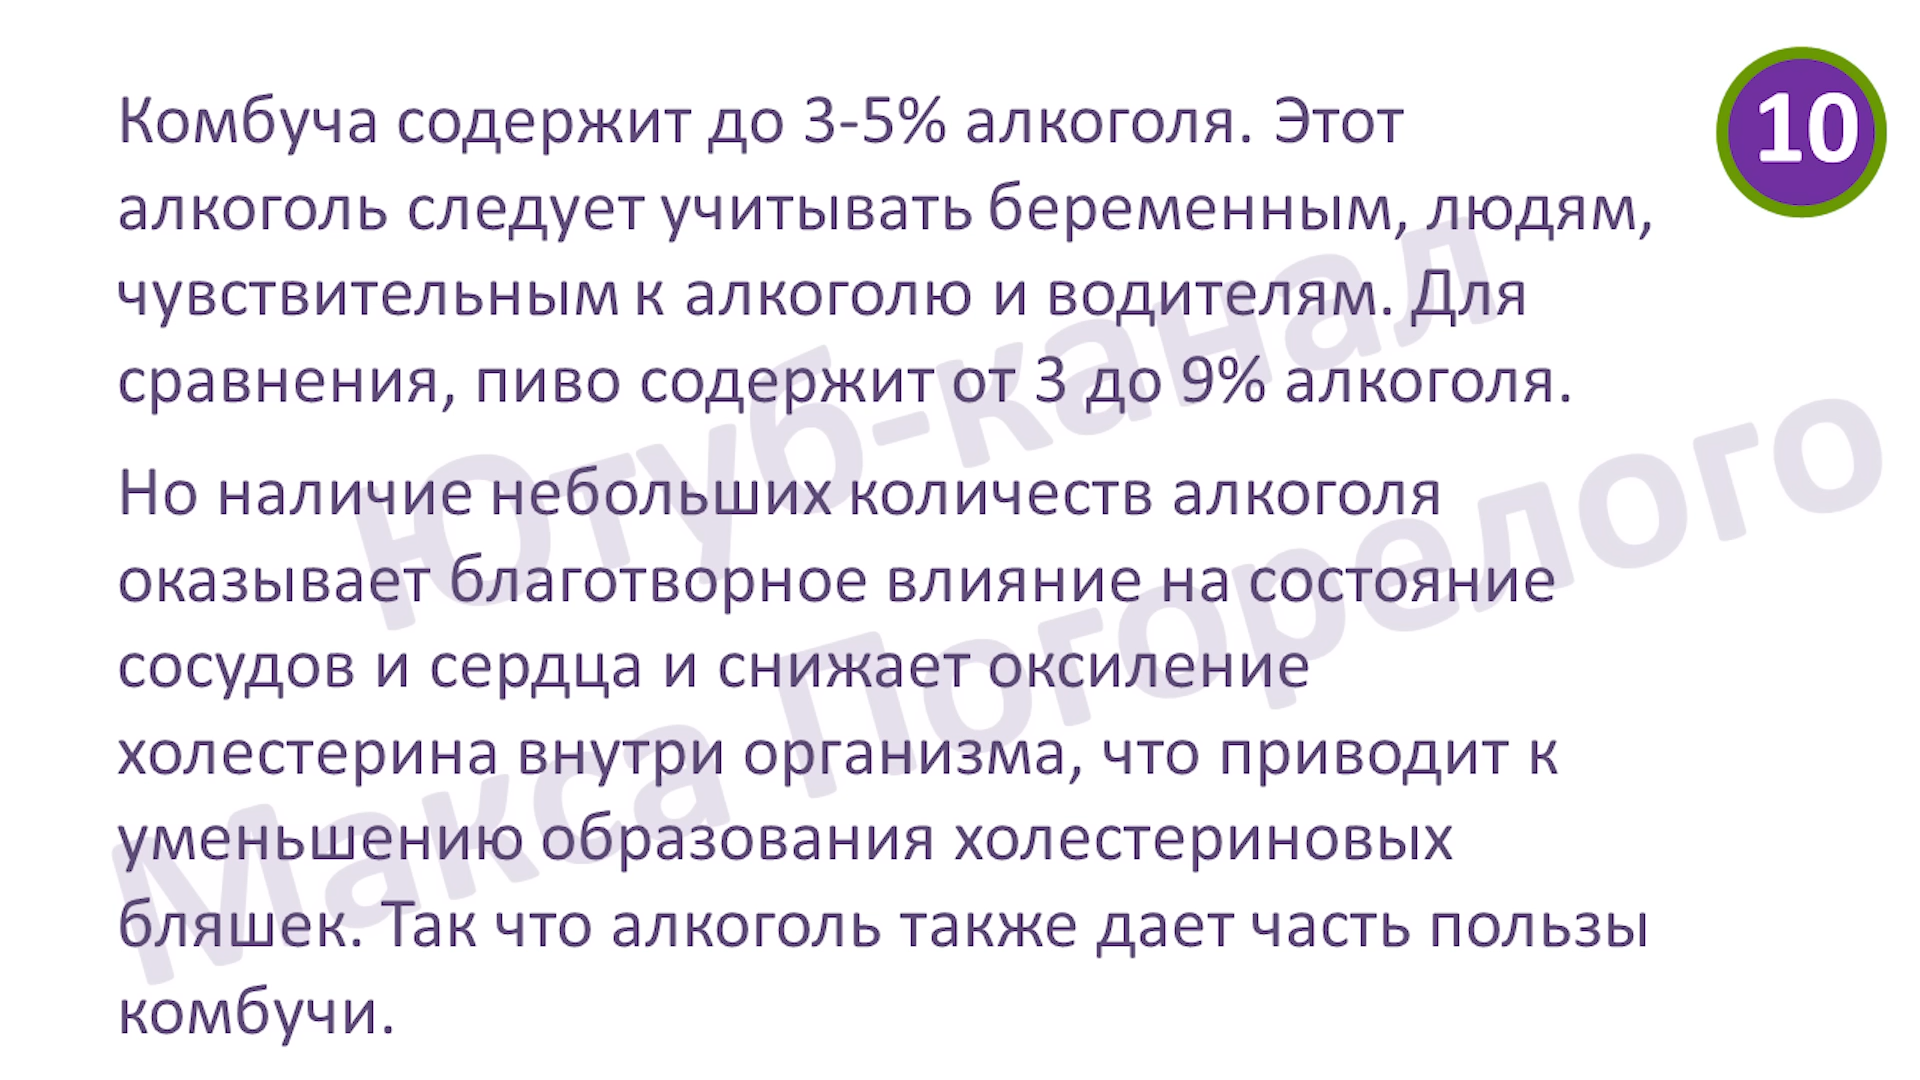 Комбуча содержит до 3-5% алкоголя. Этот
алкоголь следует учитывать беременным, людям,
чувствительным к алкоголю и водителям. Для
сравнения, пиво содержит от 3 до 9% алкоголя.
Но наличие небольших количеств алкоголя
оказывает благотворное влияние на состояние
сосудов и сердца и снижает оксиление
холестерина внутри организма, что приводит к
уменьшению образования холестериновых
бляшек. Так что алкоголь также дает часть пользы
комбучи.
10
Ютуб-канал
Макса Погорелого